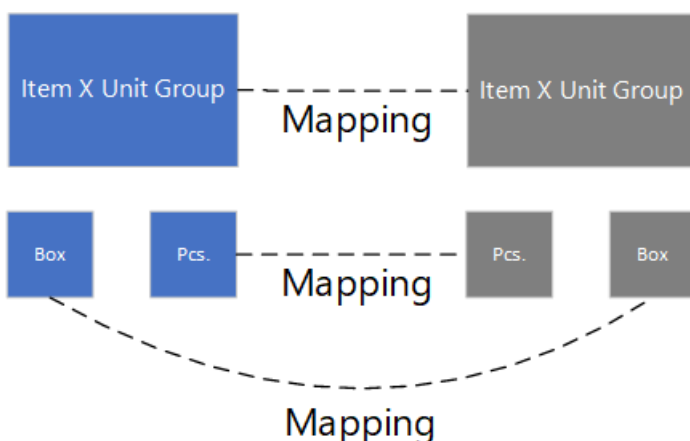 Item X Unit Group
Item X Unit Group
Mapping
Box
Pcs.
Pcs.
Box
Mapping
Mapping